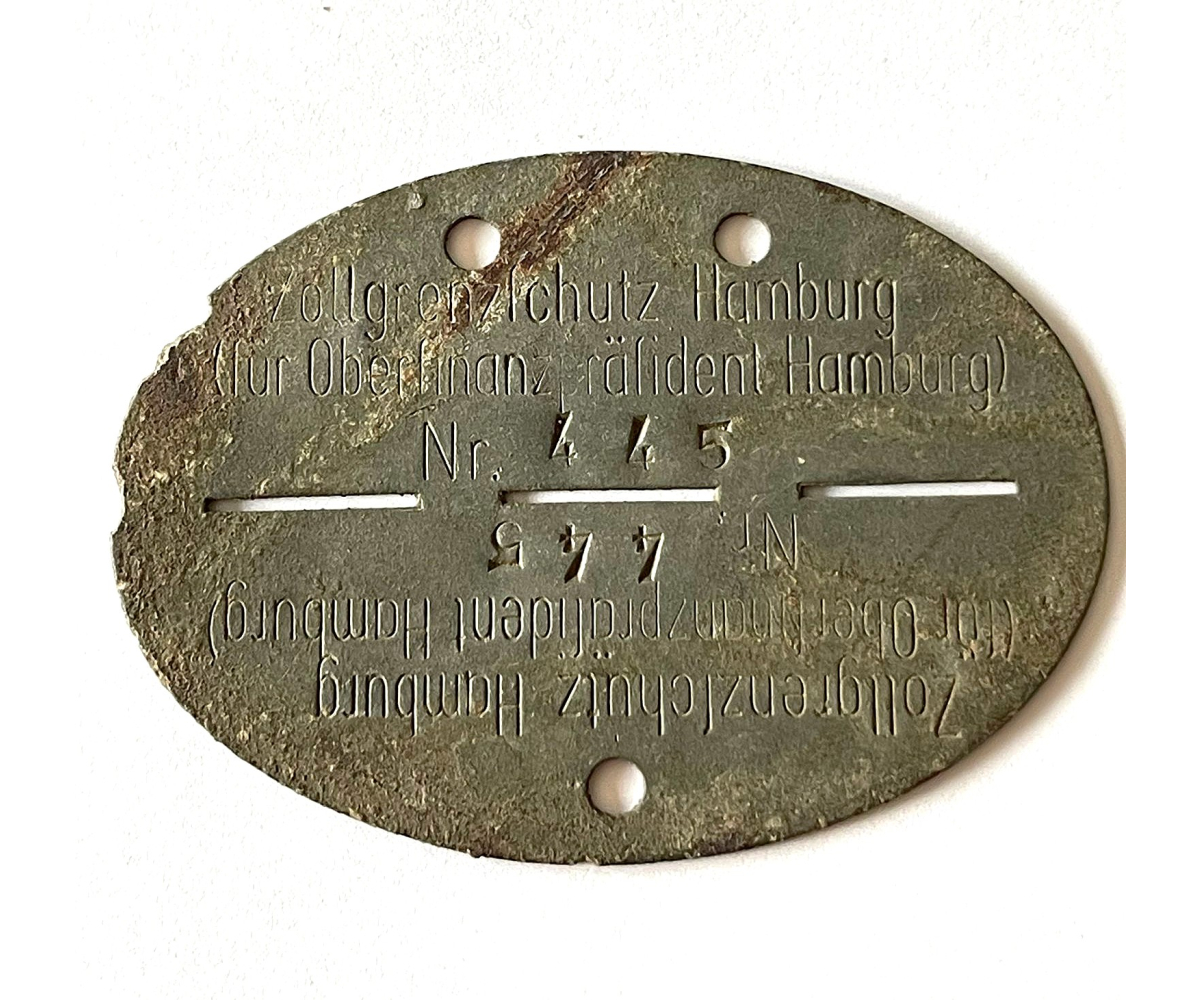 Zollgrenzſchutz Hamburg
(für Oberfinanzpräſident Hamburg)
Nr. 445
Nr. 445
(für Oberfinanzpräſident Hamburg)
Zollgrenzſchutz Hamburg